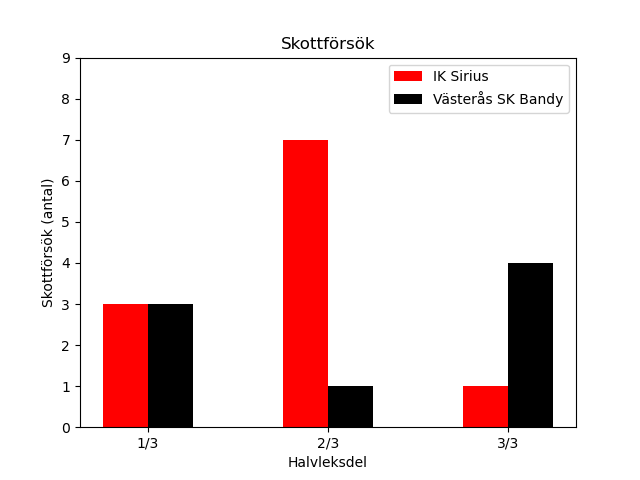 Skottförsök
IK Sirius
Västerås SK Bandy
Skottförsök (antal)
9
8
7
6
5
4
3
2
1
0
1/3
2/3
3/3
Halvleksdel